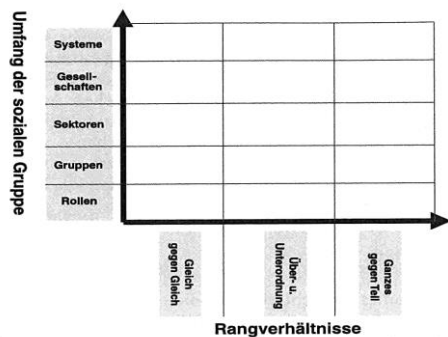 Umfang der sozialen Gruppe
Systeme
Gesell-
schaften
Sektoren
Gruppen
Rollen
Gleich
gegen Gleich
Über- u.
Unterordnung
Ganzes
gegen Teil
Rangverhältnisse